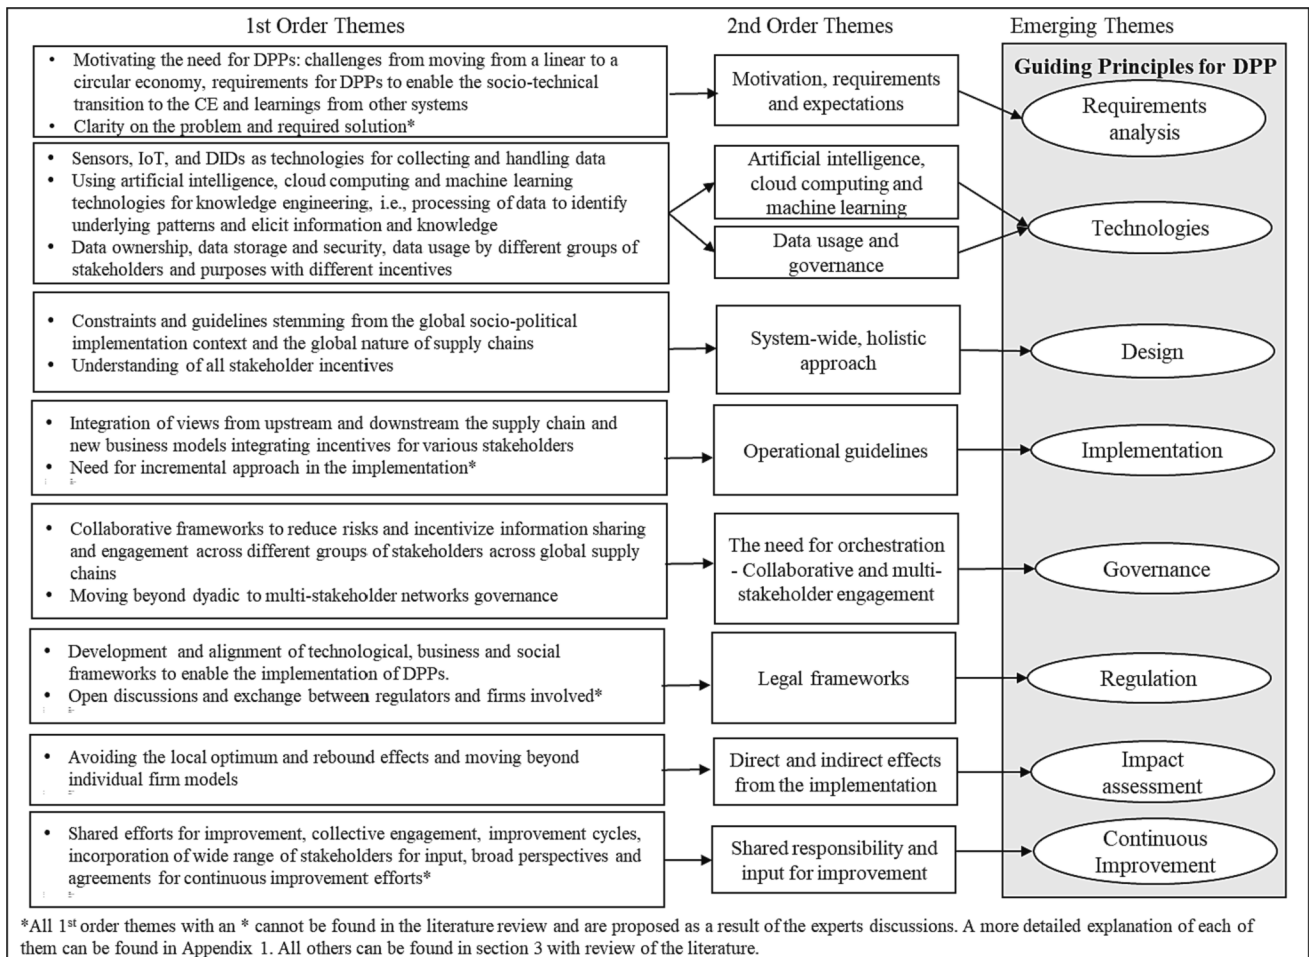 1st Order Themes
2nd Order Themes
Emerging Themes
• Motivating the need for DPPs: challenges from moving from a linear to a
circular economy, requirements for DPPs to enable the socio-technical
transition to the CE and learnings from other systems
• Clarity on the problem and required solution*
Motivation, requirements
and expectations
Guiding Principles for DPP
Requirements
analysis
• Sensors, IoT, and DIDs as technologies for collecting and handling data
• Using artificial intelligence, cloud computing and machine learning
technologies for knowledge engineering, i.e., processing of data to identify
underlying patterns and elicit information and knowledge
• Data ownership, data storage and security, data usage by different groups of
stakeholders and purposes with different incentives
Artificial intelligence,
cloud computing and
machine learning
Data usage and
governance
Technologies
• Constraints and guidelines stemming from the global socio-political
implementation context and the global nature of supply chains
• Understanding of all stakeholder incentives
System-wide, holistic
approach
Design
• Integration of views from upstream and downstream the supply chain and
new business models integrating incentives for various stakeholders
• Need for incremental approach in the implementation*
Operational guidelines
Implementation
• Collaborative frameworks to reduce risks and incentivize information sharing
and engagement across different groups of stakeholders across global supply
chains
• Moving beyond dyadic to multi-stakeholder networks governance
The need for orchestration
- Collaborative and multi-
stakeholder engagement
Governance
• Development and alignment of technological, business and social
frameworks to enable the implementation of DPPs.
• Open discussions and exchange between regulators and firms involved*
Legal frameworks
Regulation
• Avoiding the local optimum and rebound effects and moving beyond
individual firm models
Direct and indirect effects
from the implementation
Impact
assessment
• Shared efforts for improvement, collective engagement, improvement cycles,
incorporation of wide range of stakeholders for input, broad perspectives and
agreements for continuous improvement efforts*
Shared responsibility and
input for improvement
Continuous
Improvement
*All 1st order themes with an * cannot be found in the literature review and are proposed as a result of the experts discussions. A more detailed explanation of each of
them can be found in Appendix 1. All others can be found in section 3 with review of the literature.